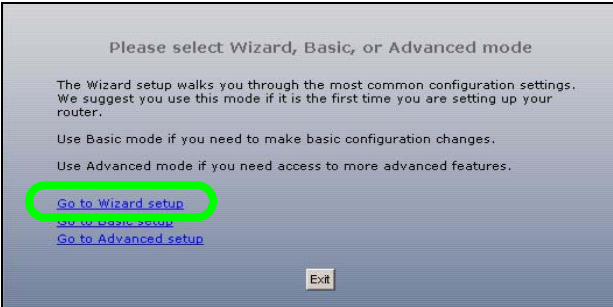 Please select Wizard, Basic, or Advanced mode
The Wizard setup walks you through the most common configuration settings.
We suggest you use this mode if it is the first time you are setting up your
router.
Use Basic mode if you need to make basic configuration changes.
Use Advanced mode if you need access to more advanced features.
Go to Wizard setup
Go to Basic setup
Go to Advanced setup
Exit